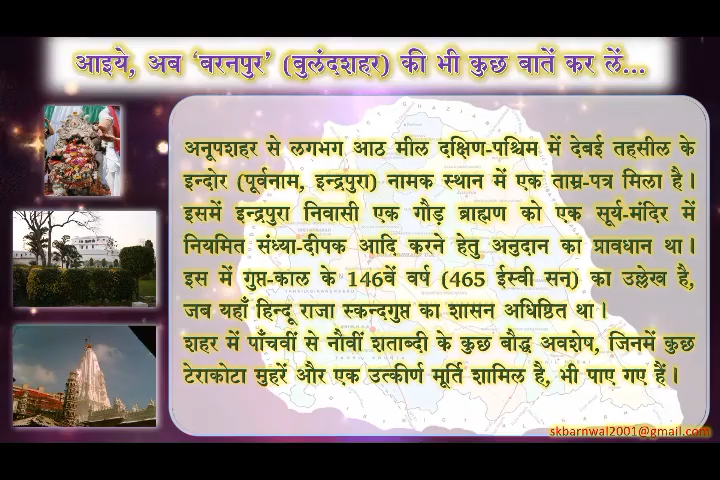 आइये, अब ‘बरनपुर’ (बुलंद्शहर) की भी कुछ बातें कर लें...
अनूपशहर से लगभग आठ मील दक्षिण-पश्चिम में देबई तहसील के
इन्दोर (पूर्वनाम, इन्द्रपुरा) नामक स्थान में एक ताम्र-पत्र मिला है।
इसमें इन्द्रपुरा निवासी एक गौड़ ब्राह्मण को एक सूर्य-मंदिर में
नियमित संध्या-दीपक आदि करने हेतु अनुदान का प्रावधान था।
इस में गुप्त-काल के 146वें वर्ष (465 ईस्वी सन्) का उल्लेख है,
जब यहाँ हिन्दू राजा स्कन्दगुप्त का शासन अधिष्ठित था।
शहर में पाँचवीं से नौवीं शताब्दी के कुछ बौद्ध अवशेष, जिनमें कुछ
टेराकोटा मुहरें और एक उत्कीर्ण मूर्ति शामिल है, भी पाए गए हैं।
skbarnwal2001@gmail.com